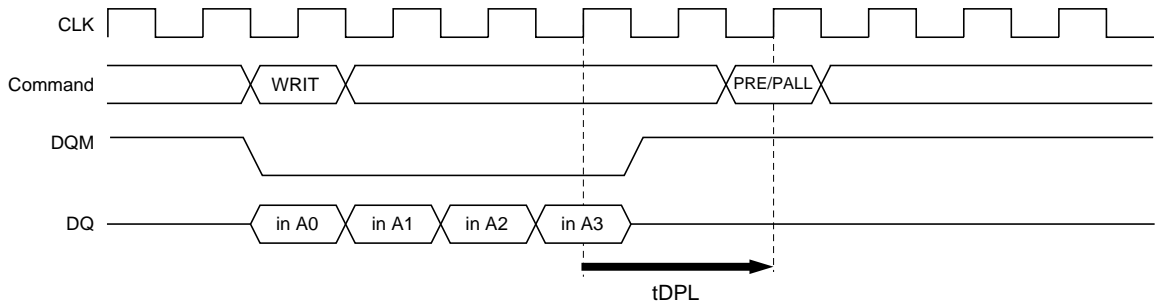 CLK
Command WRIT PRE/PALL
DQM
DQ in A0 in A1 in A2 in A3
tDPL